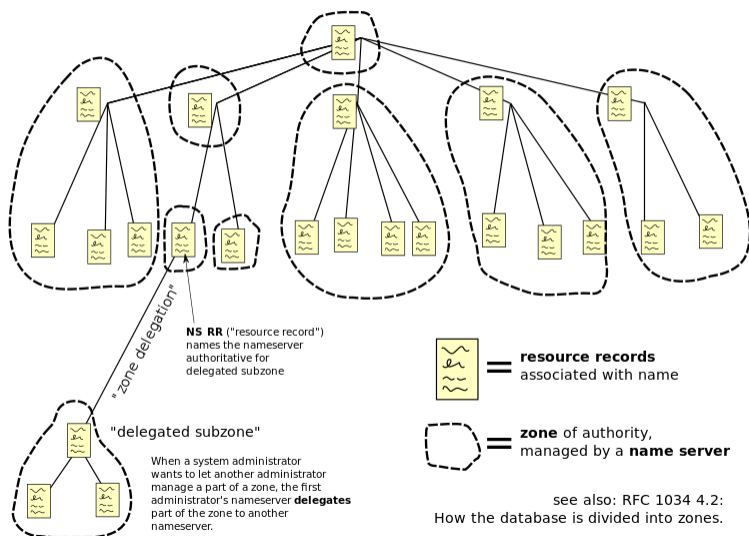 NS RR ("resource record")
names the nameserver
authoritative for
delegated subzone
"zone delegation"
= resource records
associated with name
"delegated subzone"
= zone of authority,
managed by a name server
When a system administrator
wants to let another administrator
manage a part of a zone, the first
administrator's nameserver delegates
part of the zone to another
nameserver.
see also: RFC 1034 4.2:
How the database is divided into zones.